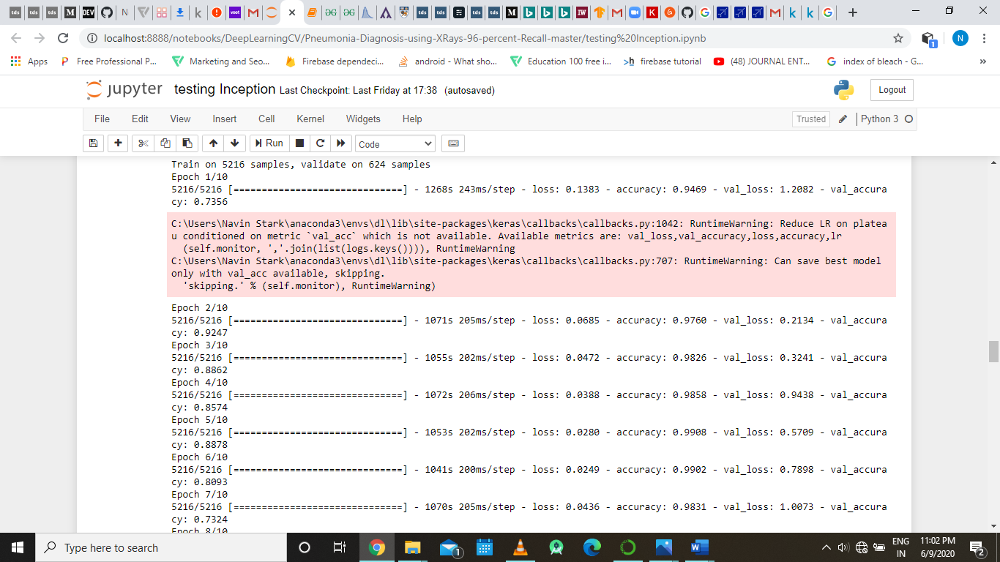 tds tds tds M DEV N k voot M tds tds tds tds M IW M K G M k k G
localhost:8888/notebooks/DeepLearningCV/Pneumonia-Diagnosis-using-XRays-96-percent-Recall-master/testing%20Inception.ipynb
1 N
Apps P Free Professional P... Marketing and Seo... Firebase dependeci... android - What sho... Education 100 free i... >h firebase tutorial (48) JOURNAL ENT... G index of bleach - G... »
jupyter testing Inception Last Checkpoint: Last Friday at 17:38 (autosaved) Logout
File Edit View Insert Cell Kernel Widgets Help Trusted Python 3
Run Code
Train on 5216 samples, validate on 624 samples
Epoch 1/10
5216/5216 [==============================] - 1268s 243ms/step - loss: 0.1383 - accuracy: 0.9469 - val_loss: 1.2082 - val_accura
cy: 0.7356
C:\Users\Navin Stark\anaconda3\envs\dl\lib\site-packages\keras\callbacks\callbacks.py:1042: RuntimeWarning: Reduce LR on platea
u conditioned on metric `val_acc` which is not available. Available metrics are: val_loss,val_accuracy,loss,accuracy,lr
(self.monitor, ','.join(list(logs.keys()))), RuntimeWarning
C:\Users\Navin Stark\anaconda3\envs\dl\lib\site-packages\keras\callbacks\callbacks.py:707: RuntimeWarning: Can save best model
only with val_acc available, skipping.
'skipping.' % (self.monitor), RuntimeWarning)
Epoch 2/10
5216/5216 [==============================] - 1071s 205ms/step - loss: 0.0685 - accuracy: 0.9760 - val_loss: 0.2134 - val_accura
cy: 0.9247
Epoch 3/10
5216/5216 [==============================] - 1055s 202ms/step - loss: 0.0472 - accuracy: 0.9826 - val_loss: 0.3241 - val_accura
cy: 0.8862
Epoch 4/10
5216/5216 [==============================] - 1072s 206ms/step - loss: 0.0388 - accuracy: 0.9858 - val_loss: 0.9438 - val_accura
cy: 0.8574
Epoch 5/10
5216/5216 [==============================] - 1053s 202ms/step - loss: 0.0280 - accuracy: 0.9908 - val_loss: 0.5709 - val_accura
cy: 0.8878
Epoch 6/10
5216/5216 [==============================] - 1041s 200ms/step - loss: 0.0249 - accuracy: 0.9902 - val_loss: 0.7898 - val_accura
cy: 0.8093
Epoch 7/10
5216/5216 [==============================] - 1070s 205ms/step - loss: 0.0436 - accuracy: 0.9831 - val_loss: 1.0073 - val_accura
cy: 0.7324
Epoch 8/10
Type here to search 1 W ENG 11:02 PM
IN 6/9/2020 2